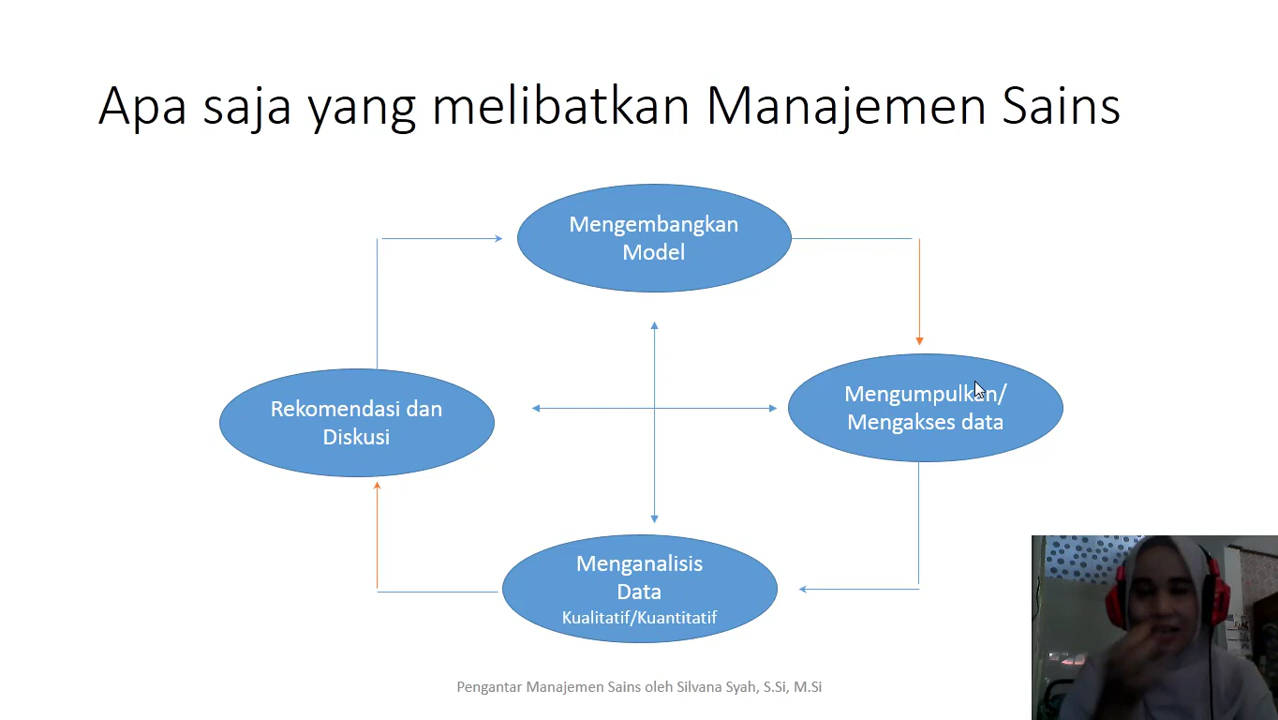 Apa saja yang melibatkan Manajemen Sains
Mengembangkan
Model
Mengumpulkan/
Mengakses data
Rekomendasi dan
Diskusi
Menganalisis
Data
Kualitatif/Kuantitatif
Pengantar Manajemen Sains oleh Silvana Syah, S.Si, M.Si